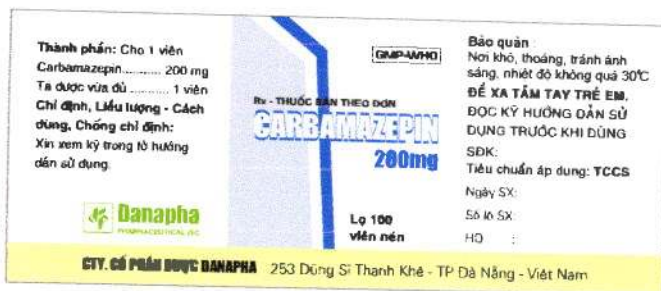 Thành phần: Cho 1 viên
Carbamazepin........... 200 mg
Tá dược vừa đủ ........... 1 viên
Chỉ định, Liều lượng - Cách
dùng, Chống chỉ định:
Xin xem kỹ trong tờ hướng
dẫn sử dụng.
Danapha
PHARMACEUTICAL JSC
GMP-WHO
Rx - THUỐC BÁN THEO ĐƠN
CARBAMAZEPIN
200mg
Lọ 100
viên nén
Bảo quản
Nơi khô, thoáng, tránh ánh
sáng, nhiệt độ không quá 30°C
ĐỂ XA TẦM TAY TRẺ EM.
ĐỌC KỸ HƯỚNG DẪN SỬ
DỤNG TRƯỚC KHI DÙNG
SĐK:
Tiêu chuẩn áp dụng: TCCS
Ngày SX:
Số lô SX:
HD :
CTY. CỔ PHẦN DƯỢC DANAPHA 253 Dũng Sĩ Thanh Khê - TP Đà Nẵng - Việt Nam